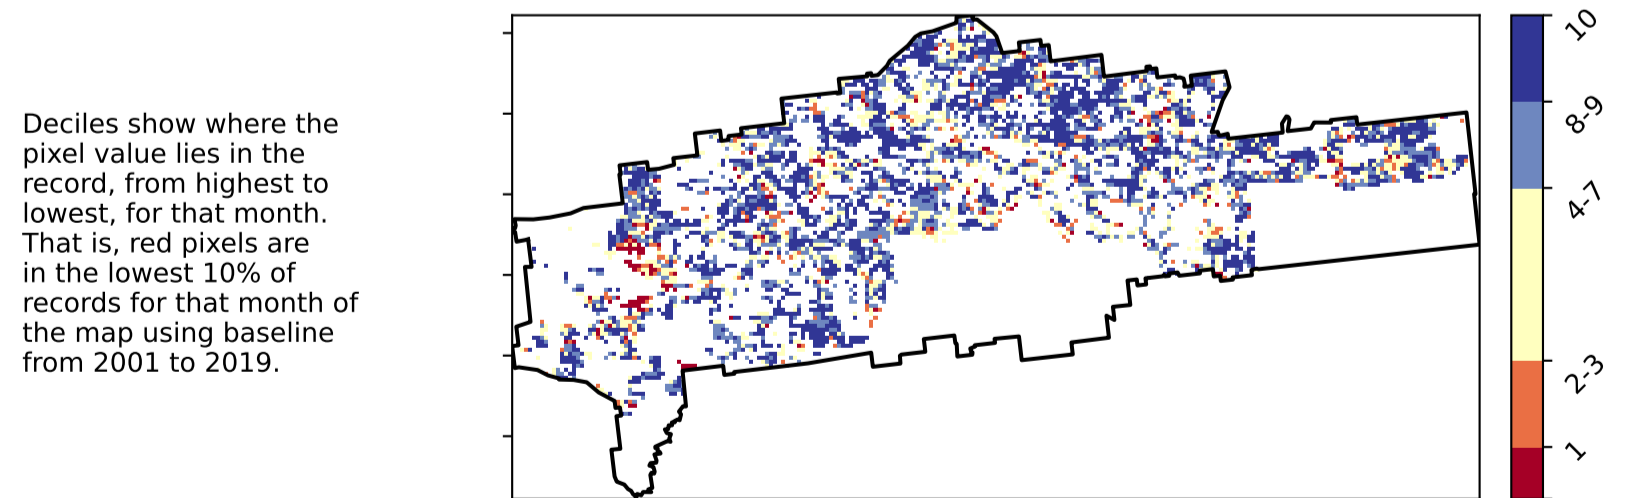 Deciles show where the
pixel value lies in the
record, from highest to
lowest, for that month.
That is, red pixels are
in the lowest 10% of
records for that month of
the map using baseline
from 2001 to 2019.
10
8-9
4-7
2-3
1